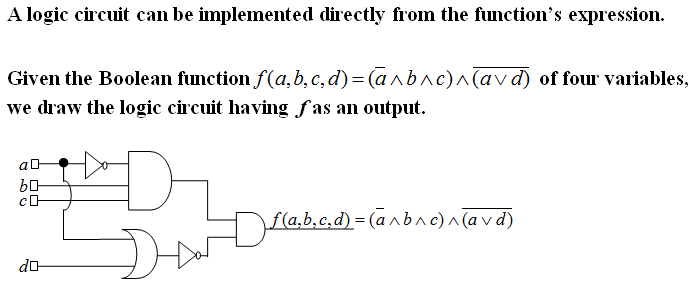 A logic circuit can be implemented directly from the function's expression.
Given the Boolean function f(a,b,c,d)=(a̅∧b∧c)∧(a̅ ̅∨̅ ̅d̅) of four variables,
we draw the logic circuit having f as an output.
a
b
c
f(a,b,c,d)=(a̅∧b∧c)∧(a̅ ̅∨̅ ̅d̅)
d